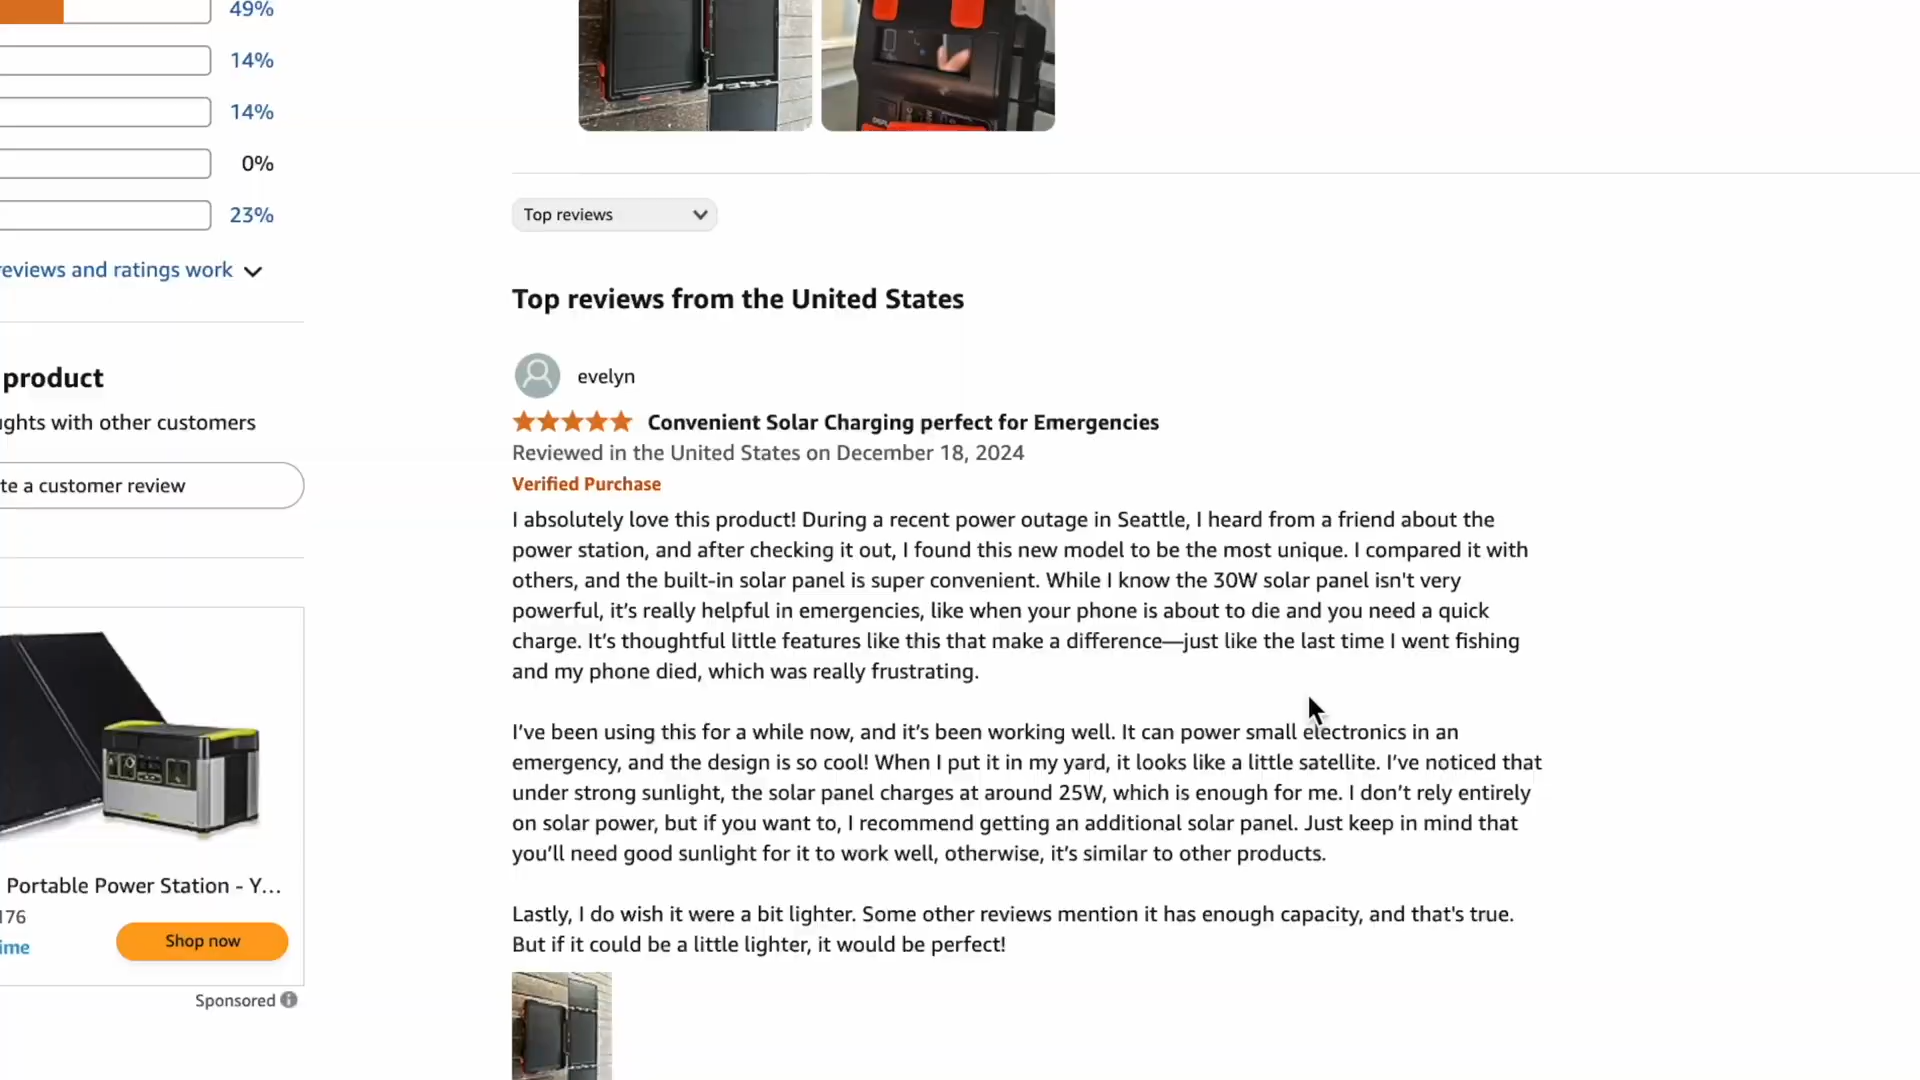 49%
14%
14%
0%
23%
reviews and ratings work
product
ughts with other customers
te a customer review
Portable Power Station - Y...
176
ime
Shop now
Sponsored
Top reviews
Top reviews from the United States
evelyn
Convenient Solar Charging perfect for Emergencies
Reviewed in the United States on December 18, 2024
Verified Purchase
I absolutely love this product! During a recent power outage in Seattle, I heard from a friend about the
power station, and after checking it out, I found this new model to be the most unique. I compared it with
others, and the built-in solar panel is super convenient. While I know the 30W solar panel isn't very
powerful, it’s really helpful in emergencies, like when your phone is about to die and you need a quick
charge. It’s thoughtful little features like this that make a difference—just like the last time I went fishing
and my phone died, which was really frustrating.
I’ve been using this for a while now, and it’s been working well. It can power small electronics in an
emergency, and the design is so cool! When I put it in my yard, it looks like a little satellite. I’ve noticed that
under strong sunlight, the solar panel charges at around 25W, which is enough for me. I don’t rely entirely
on solar power, but if you want to, I recommend getting an additional solar panel. Just keep in mind that
you’ll need good sunlight for it to work well, otherwise, it’s similar to other products.
Lastly, I do wish it were a bit lighter. Some other reviews mention it has enough capacity, and that's true.
But if it could be a little lighter, it would be perfect!